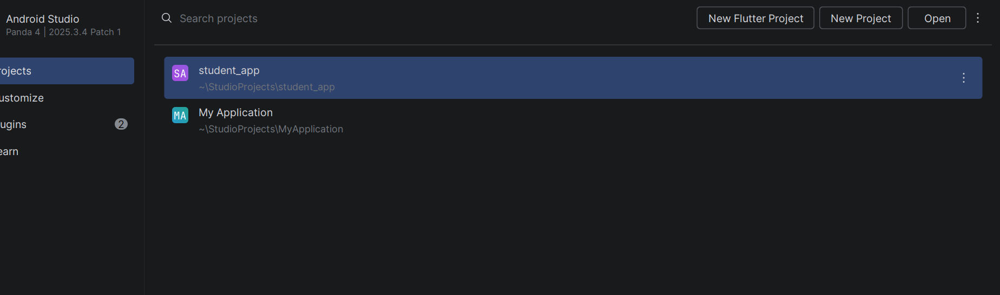 Android Studio
Panda 4 | 2025.3.4 Patch 1
rojects
ustomize
ugins
2
earn
Search projects
New Flutter Project
New Project
Open
SA
student_app
~\StudioProjects\student_app
MA
My Application
~\StudioProjects\MyApplication